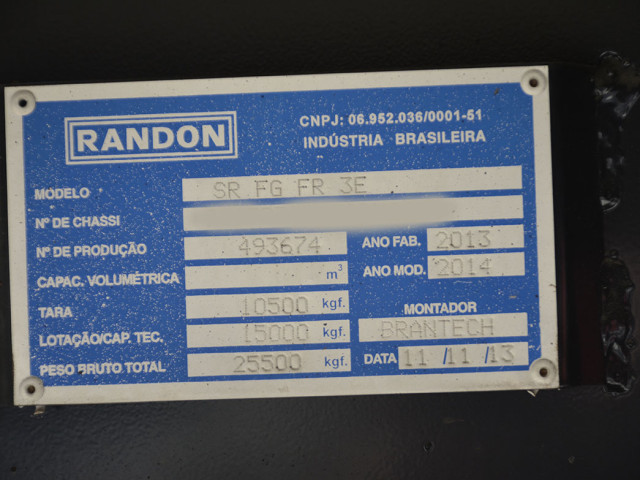 RANDON
CNPJ: 06.952.036/0001-51
INDÚSTRIA BRASILEIRA
MODELO SR FG FR 3E
Nº DE CHASSI
Nº DE PRODUÇÃO 493674 ANO FAB. 2013
CAPAC. VOLUMÉTRICA m³ ANO MOD. 2014
TARA 10500 kgf. MONTADOR
LOTAÇÃO/CAP. TEC. 15000 kgf. BRANTECH
PESO BRUTO TOTAL 25500 kgf. DATA 11 /11 /13